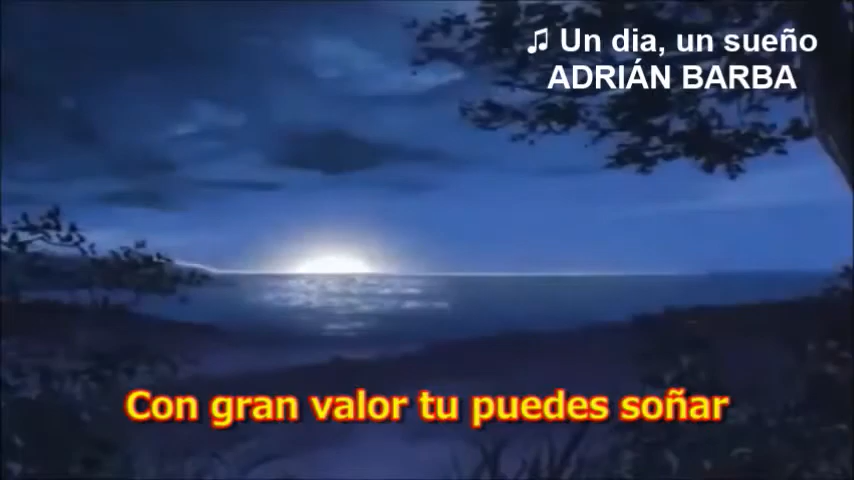 ♫ Un dia, un sueño
ADRIÁN BARBA
Con gran valor tu puedes soñar